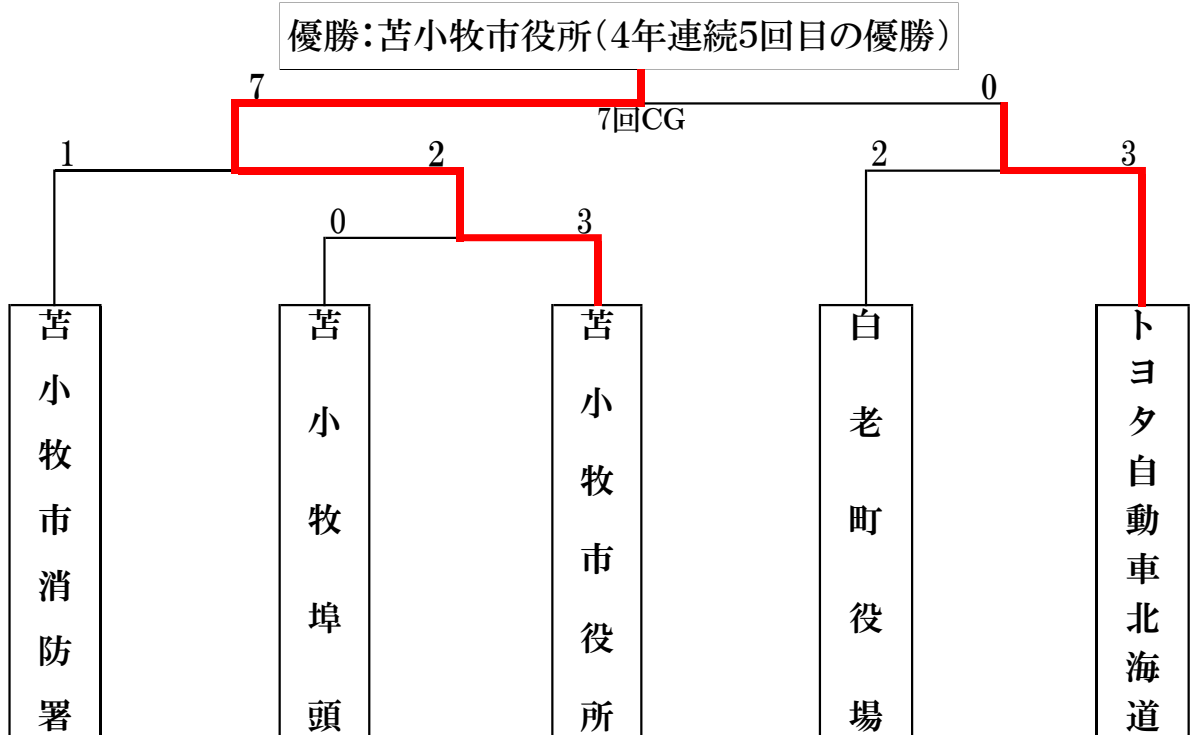 優勝：苫小牧市役所（4年連続5回目の優勝）
7
0
7回CG
1
2
2
3
0
3
苫小牧市消防署
苫小牧埠頭
苫小牧市役所
白老町役場
トヨタ自動車北海道